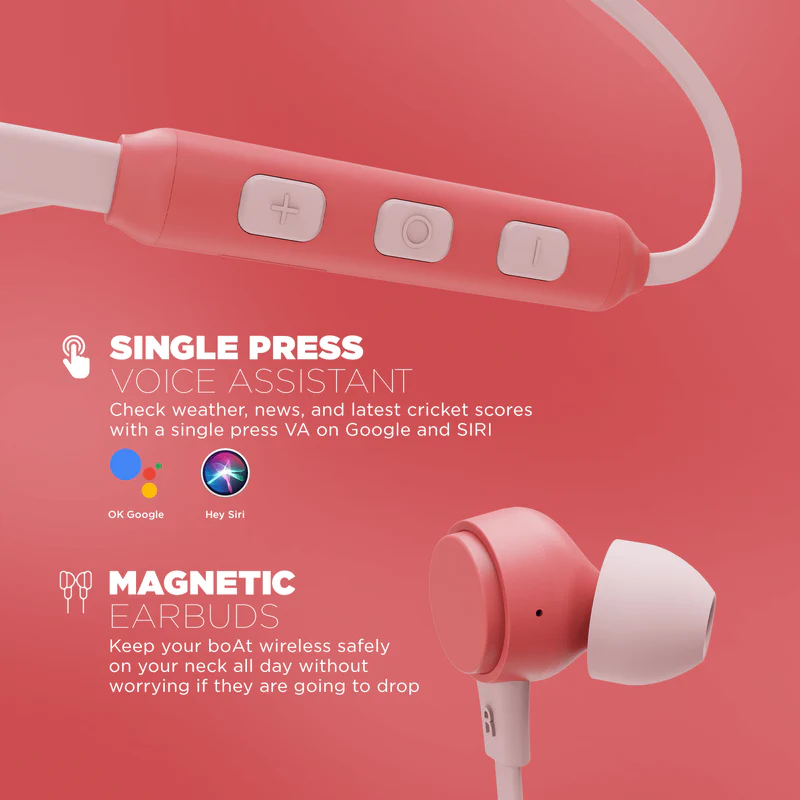 SINGLE PRESS
VOICE ASSISTANT
Check weather, news, and latest cricket scores
with a single press VA on Google and SIRI
OK Google
Hey Siri
MAGNETIC
EARBUDS
Keep your boAt wireless safely
on your neck all day without
worrying if they are going to drop
R